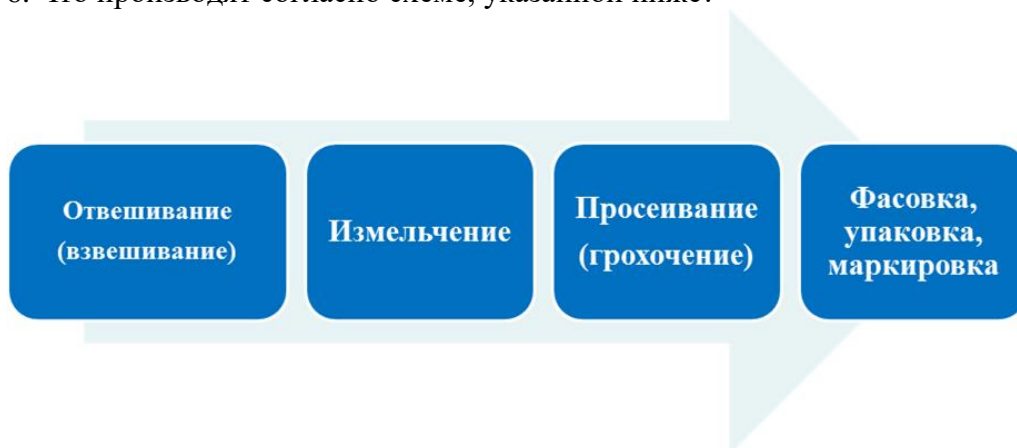 Отвешивание
(взвешивание)
Измельчение
Просеивание
(грохочение)
Фасовка,
упаковка,
маркировка